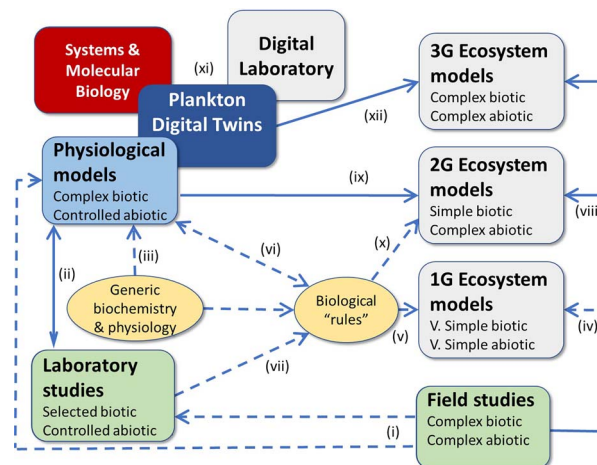 Systems &
Molecular
Biology
(xi)
Digital
Laboratory
Plankton
Digital Twins
(xii)
3G Ecosystem
models
Complex biotic
Complex abiotic
Physiological
models
Complex biotic
Controlled abiotic
(ix)
2G Ecosystem
models
Simple biotic
Complex abiotic
(viii)
(ii)
(iii)
(vi)
(x)
Generic
biochemistry
& physiology
Biological
"rules"
(v)
1G Ecosystem
models
V. Simple biotic
V. Simple abiotic
(iv)
(vii)
Laboratory
studies
Selected biotic
Controlled abiotic
(i)
Field studies
Complex biotic
Complex abiotic